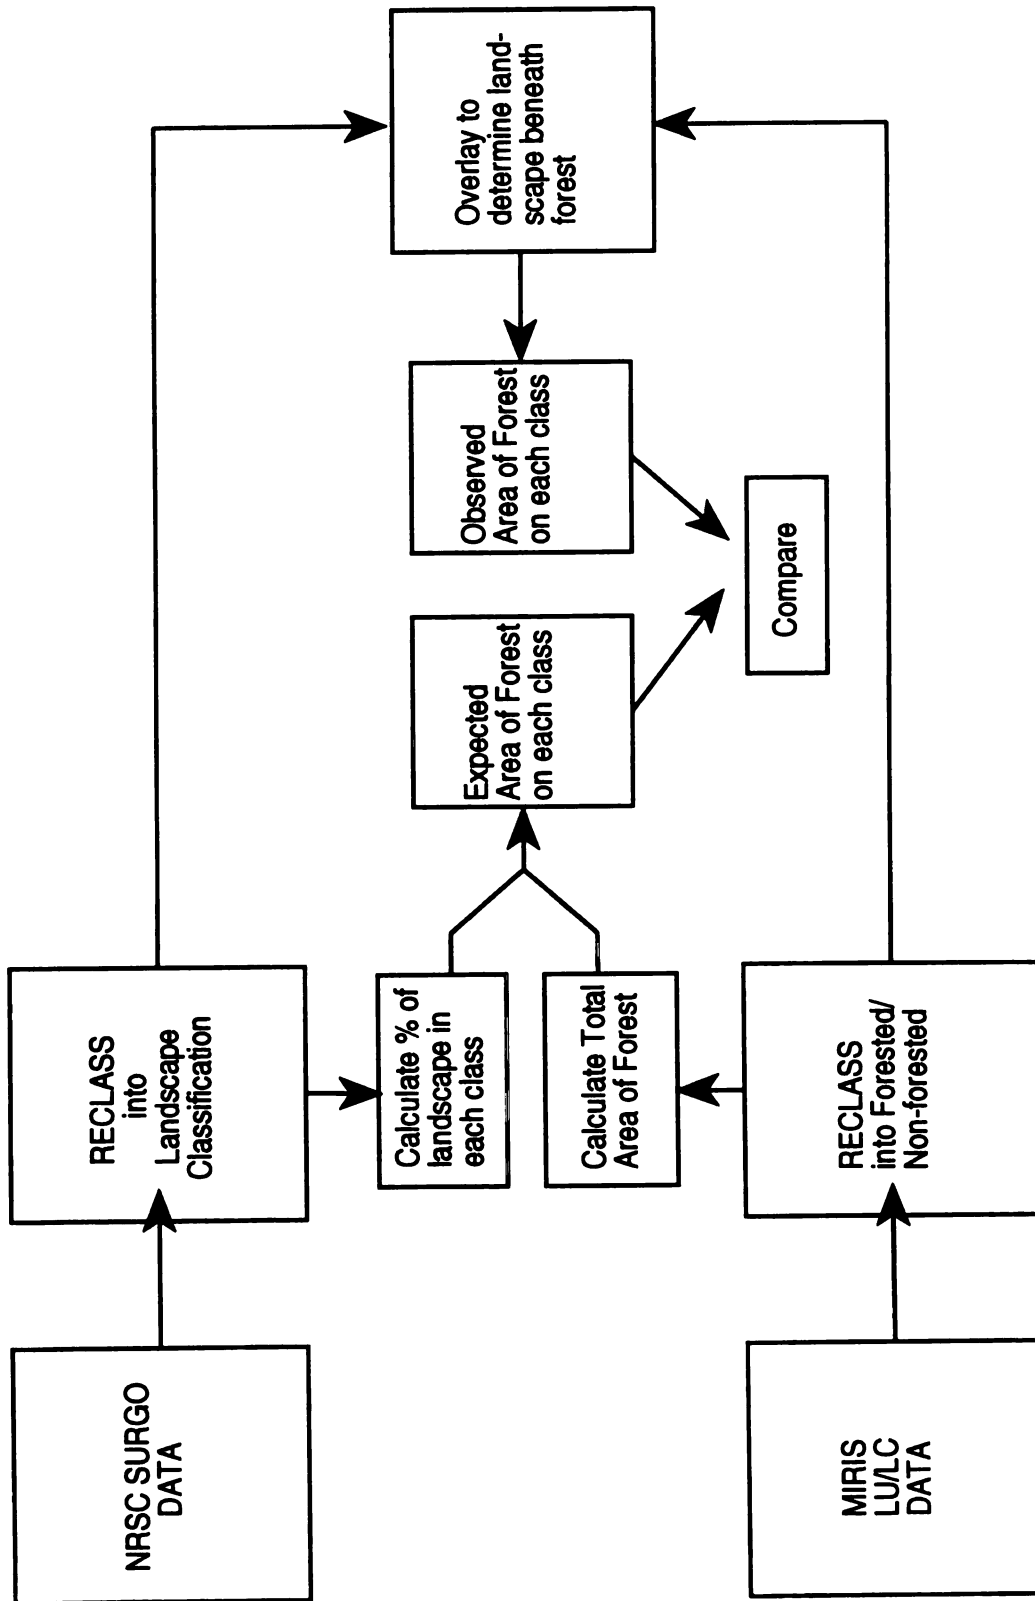 NRSC SURGO
DATA
RECLASS
into
Landscape
Classification
Calculate % of
landscape in
each class
Calculate Total
Area of Forest
MIRIS
LU/LC
DATA
RECLASS
into Forested/
Non-forested
Expected
Area of Forest
on each class
Observed
Area of Forest
on each class
Overlay to
determine land-
scape beneath
forest
Compare